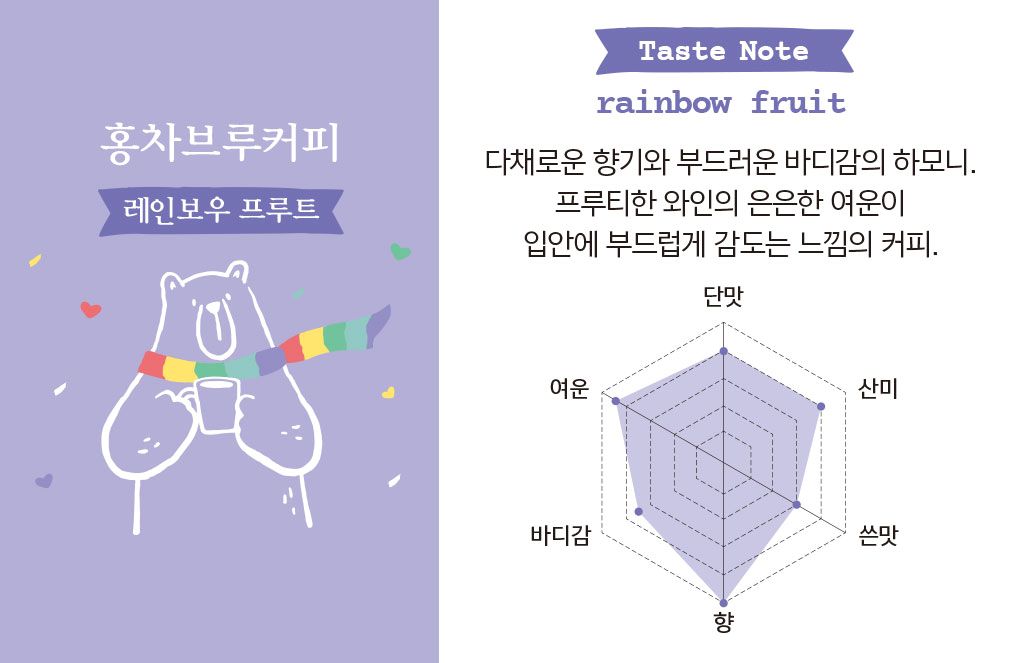 홍차브루커피
레인보우 프루트
Taste Note
rainbow fruit
다채로운 향기와 부드러운 바디감의 하모니.
프루티한 와인의 은은한 여운이
입안에 부드럽게 감도는 느낌의 커피.
단맛
여운
산미
바디감
쓴맛
향